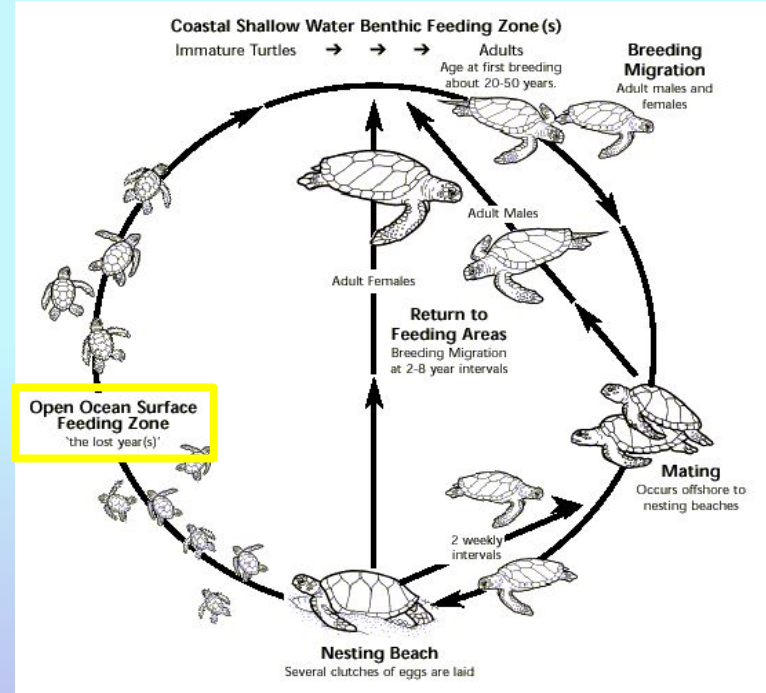 Coastal Shallow Water Benthic Feeding Zone(s)
Immature Turtles → → → Adults
Age at first breeding
about 20-50 years.
Breeding
Migration
Adult males and
females
Adult Males
Adult Females
Return to
Feeding Areas
Breeding Migration
at 2-8 year intervals
Open Ocean Surface
Feeding Zone
'the lost year(s)'
Mating
Occurs offshore to
nesting beaches
2 weekly
intervals
Nesting Beach
Several clutches of eggs are laid